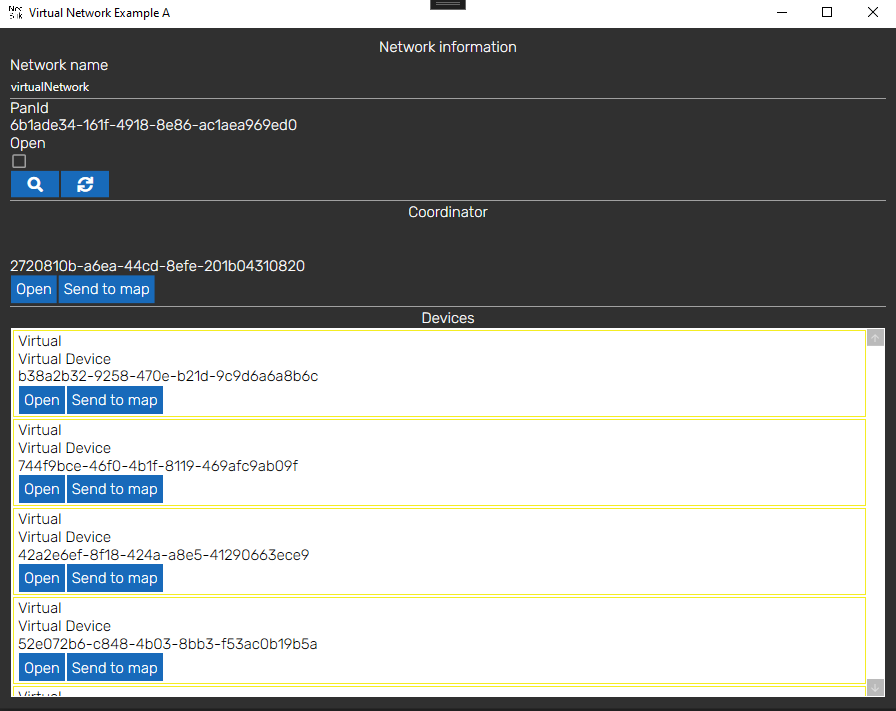 Virtual Network Example A
Network information
Network name
virtualNetwork
PanId
6b1ade34-161f-4918-8e86-ac1aea969ed0
Open
Coordinator
2720810b-a6ea-44cd-8efe-201b04310820
Open Send to map
Devices
Virtual
Virtual Device
b38a2b32-9258-470e-b21d-9c9d6a6a8b6c
Open Send to map
Virtual
Virtual Device
744f9bce-46f0-4b1f-8119-469afc9ab09f
Open Send to map
Virtual
Virtual Device
42a2e6ef-8f18-424a-a8e5-41290663ece9
Open Send to map
Virtual
Virtual Device
52e072b6-c848-4b03-8bb3-f53ac0b19b5a
Open Send to map
Virtual